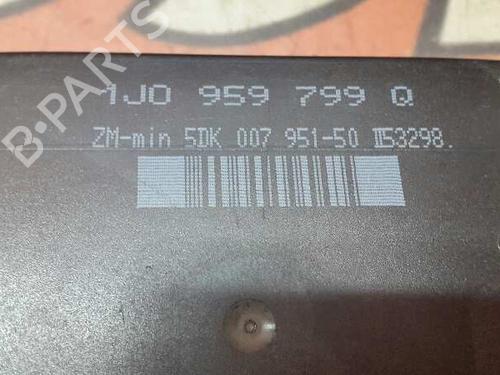 1J0 959 799 Q
ZM-min 5DK 007 951-50 II53298.
B-PARTS